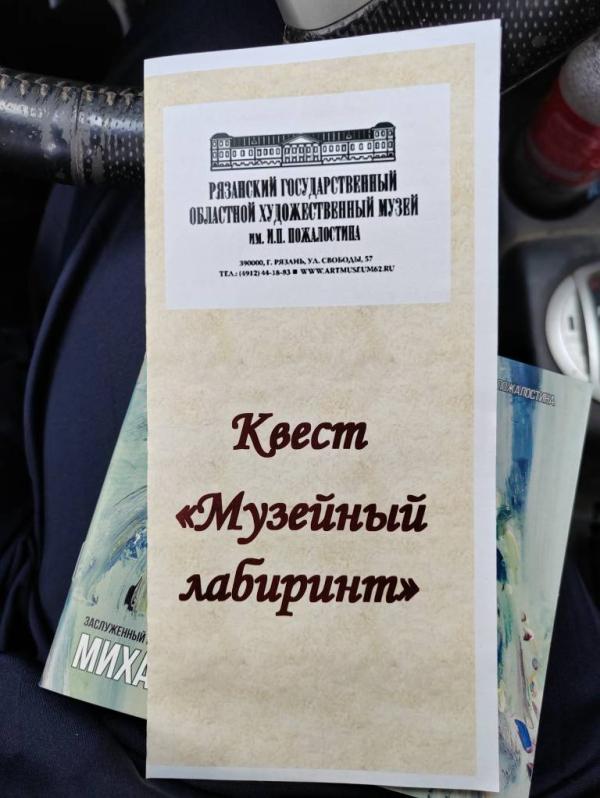 РЯЗАНСКИЙ ГОСУДАРСТВЕННЫЙ
ОБЛАСТНОЙ ХУДОЖЕСТВЕННЫЙ МУЗЕЙ
ИМ. И.П. ПОЖАЛОСТИНА
390000, Г. РЯЗАНЬ, УЛ. СВОБОДЫ, 57
ТЕЛ.: (4912) 44-18-83 ■ WWW.ARTMUSEUM62.RU
ПОЖАЛОСТИНА
Квест
«Музейный
лабиринт»
ЗАСЛУЖЕННЫЙ
МИХА